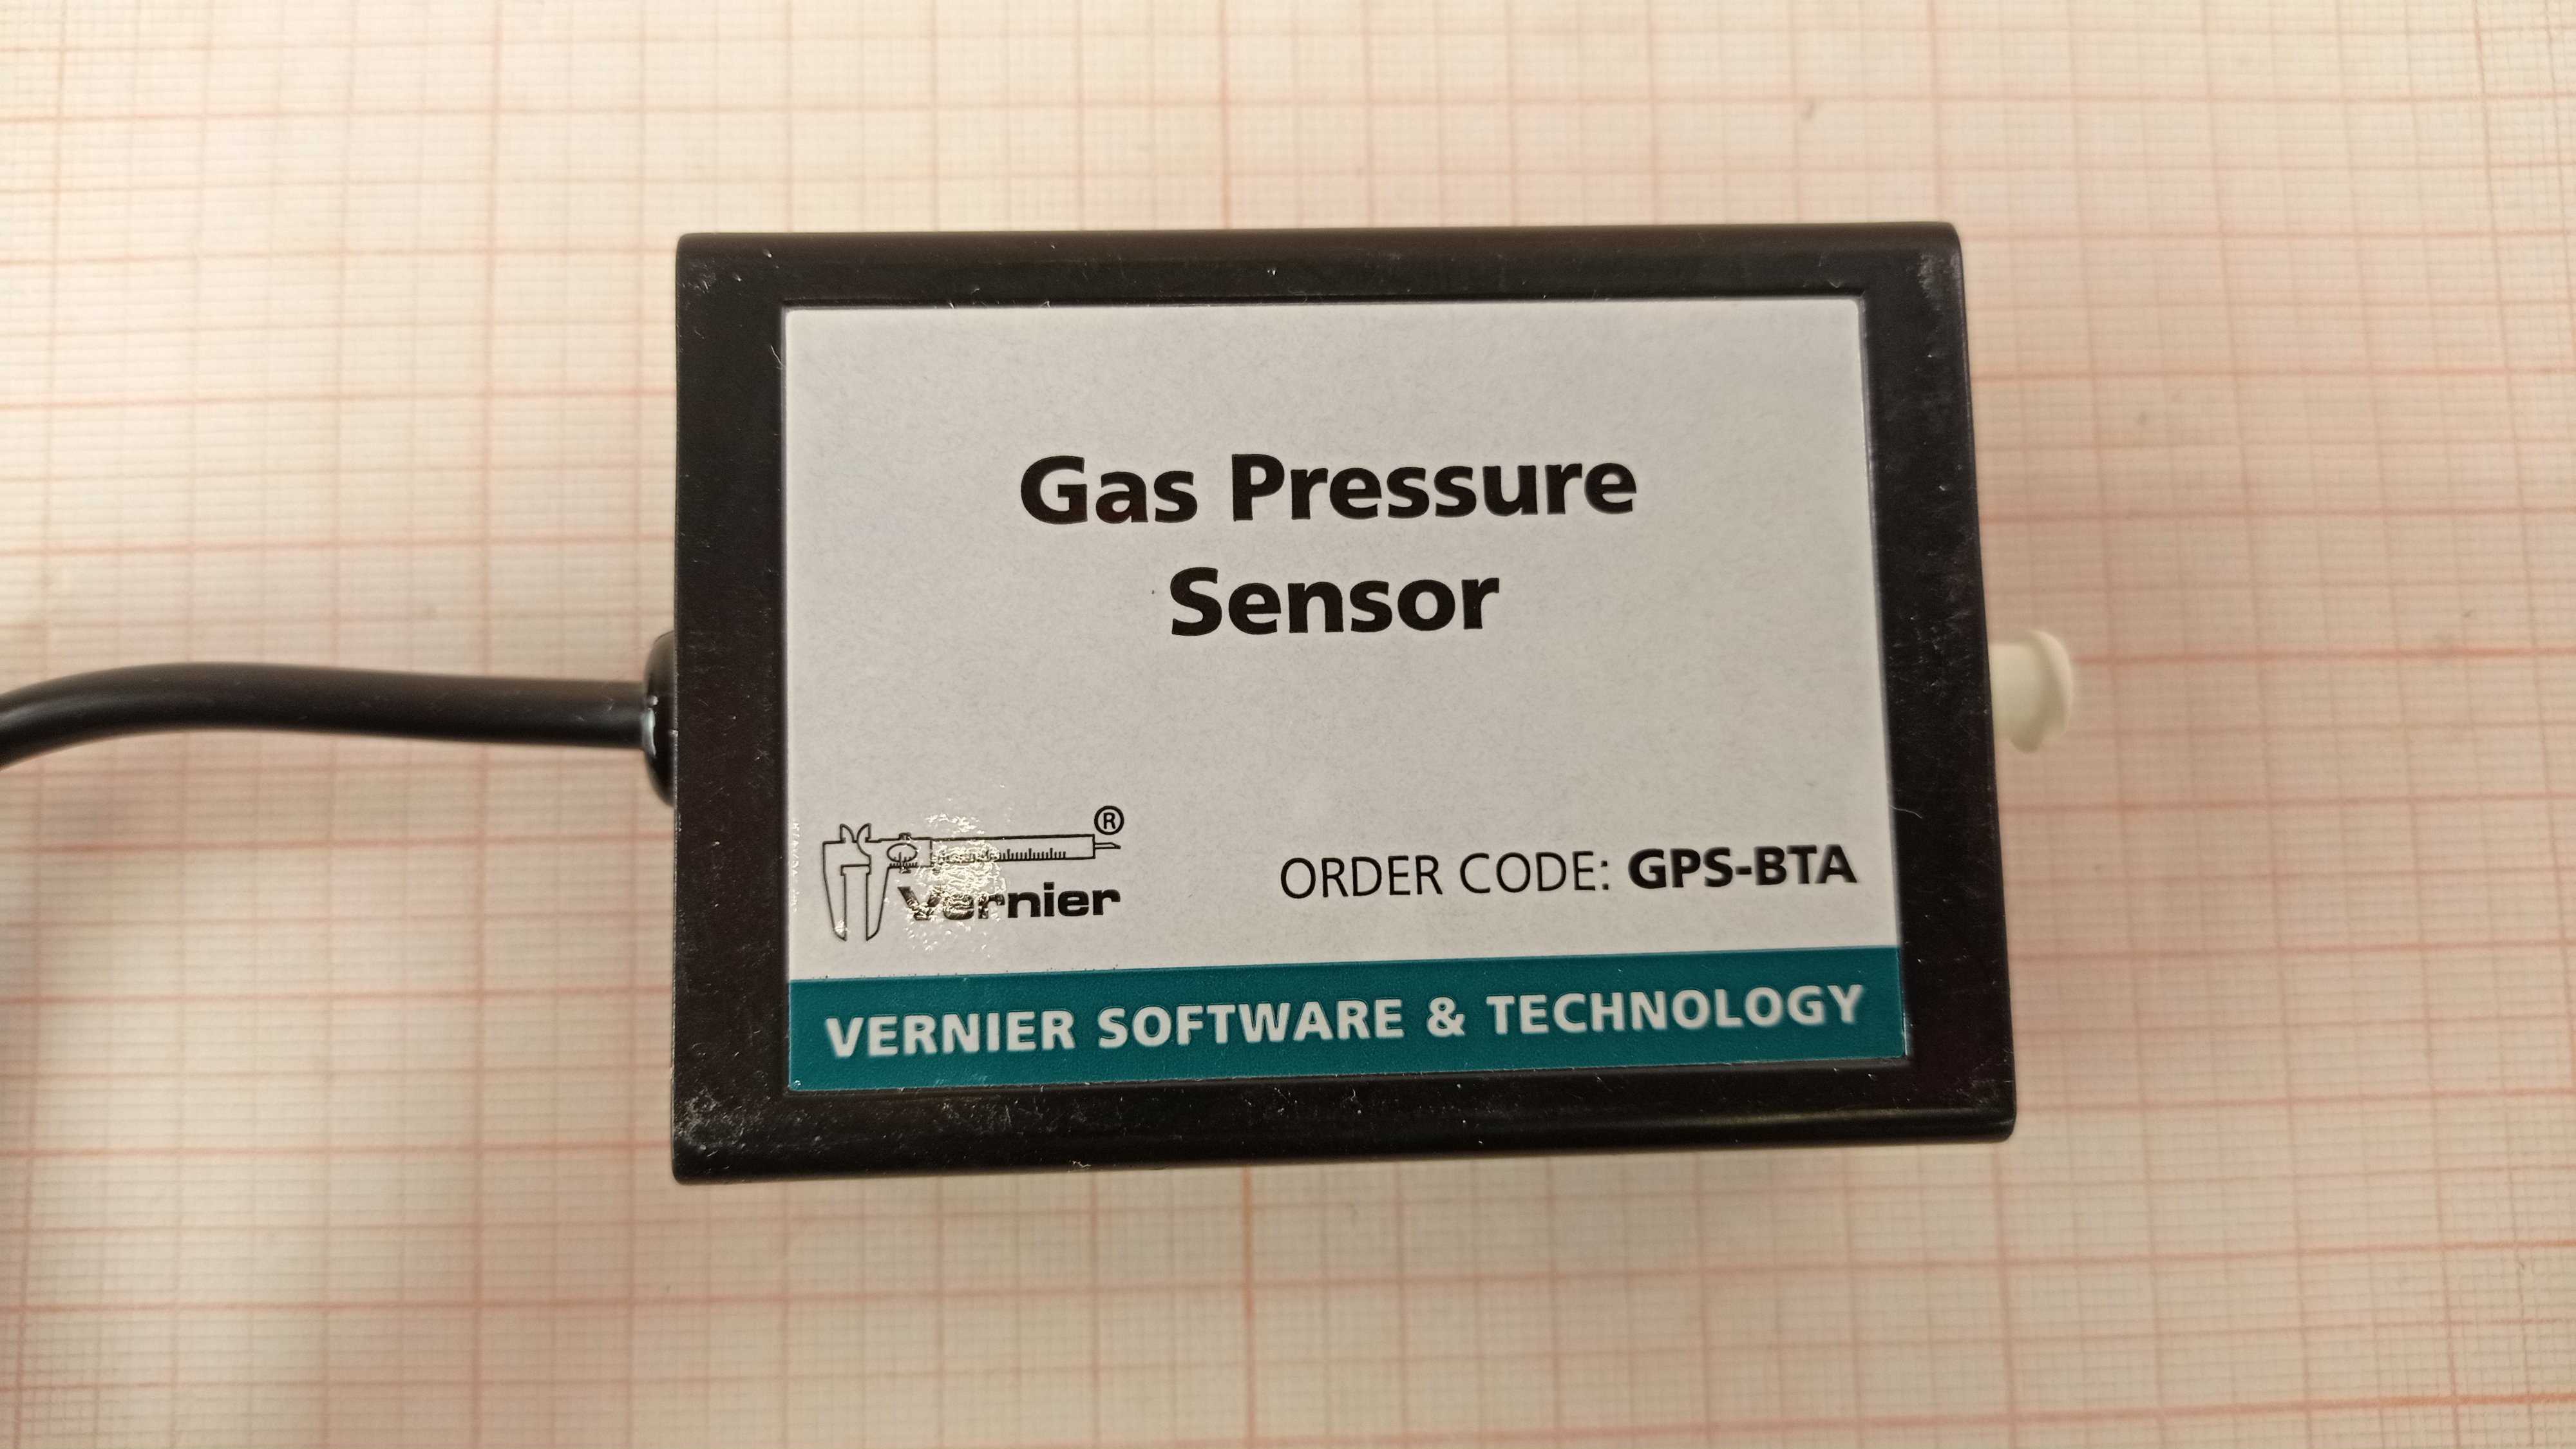 Gas Pressure
Sensor
®
Vernier
ORDER CODE: GPS-BTA
VERNIER SOFTWARE & TECHNOLOGY